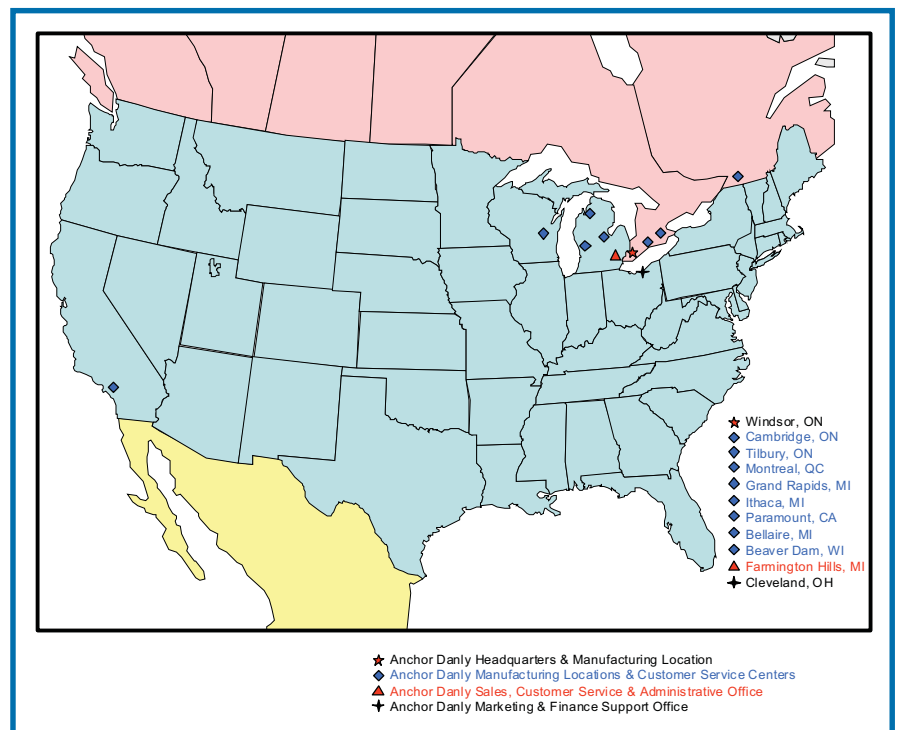 Windsor, ON
Cambridge, ON
Tilbury, ON
Montreal, QC
Grand Rapids, MI
Ithaca, MI
Paramount, CA
Bellaire, MI
Beaver Dam, WI
Farmington Hills, MI
Cleveland, OH
Anchor Danly Headquarters & Manufacturing Location
Anchor Danly Manufacturing Locations & Customer Service Centers
Anchor Danly Sales, Customer Service & Administrative Office
Anchor Danly Marketing & Finance Support Office